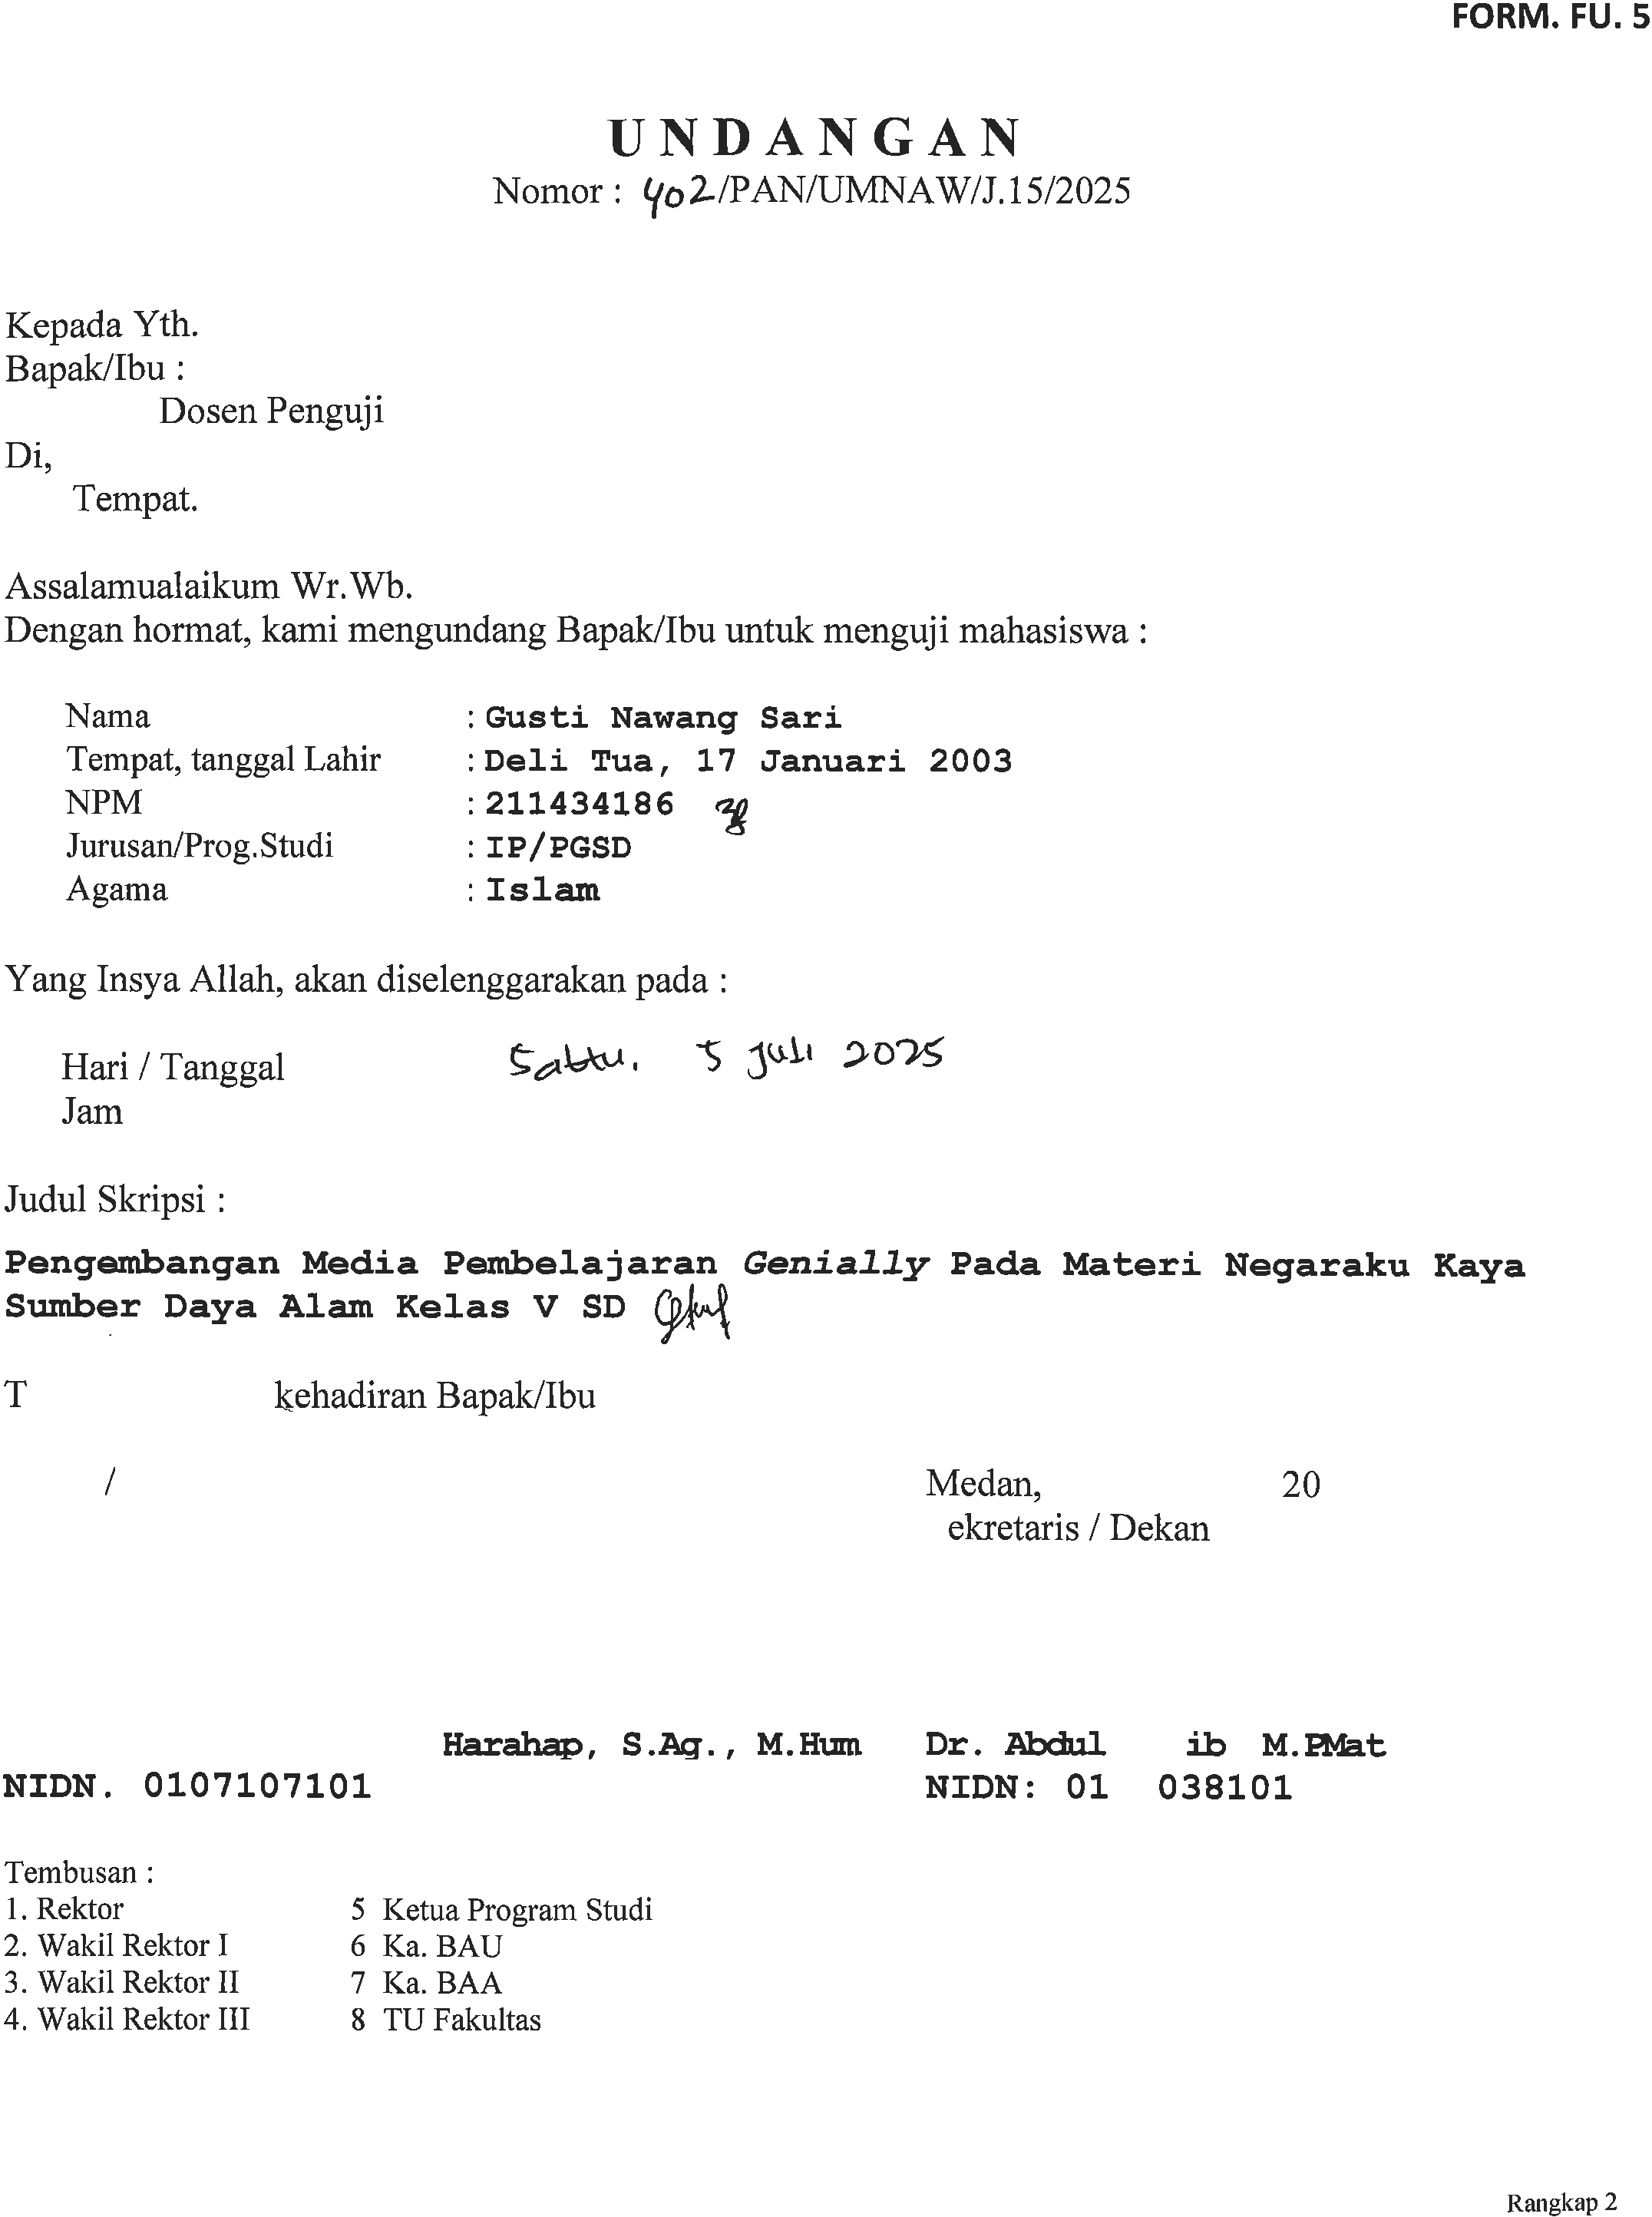 FORM. FU. 5
UNDANGAN
Nomor : 402/PAN/UMNAW/J.15/2025
Kepada Yth.
Bapak/Ibu :
Dosen Penguji
Di,
Tempat.
Assalamualaikum Wr.Wb.
Dengan hormat, kami mengundang Bapak/Ibu untuk menguji mahasiswa :
Nama : Gusti Nawang Sari
Tempat, tanggal Lahir : Deli Tua, 17 Januari 2003
NPM : 211434186
Jurusan/Prog.Studi : IP/PGSD
Agama : Islam
Yang Insya Allah, akan diselenggarakan pada :
Hari / Tanggal Sabtu, 5 Juli 2025
Jam
Judul Skripsi :
Pengembangan Media Pembelajaran Genially Pada Materi Negaraku Kaya
Sumber Daya Alam Kelas V SD
T kehadiran Bapak/Ibu
/ Medan, 20
ekretaris / Dekan
Harahap, S.Ag., M.Hum Dr. Abdul ib M.PMat
NIDN. 0107107101 NIDN: 01 038101
Tembusan :
1. Rektor 5 Ketua Program Studi
2. Wakil Rektor I 6 Ka. BAU
3. Wakil Rektor II 7 Ka. BAA
4. Wakil Rektor III 8 TU Fakultas
Rangkap 2